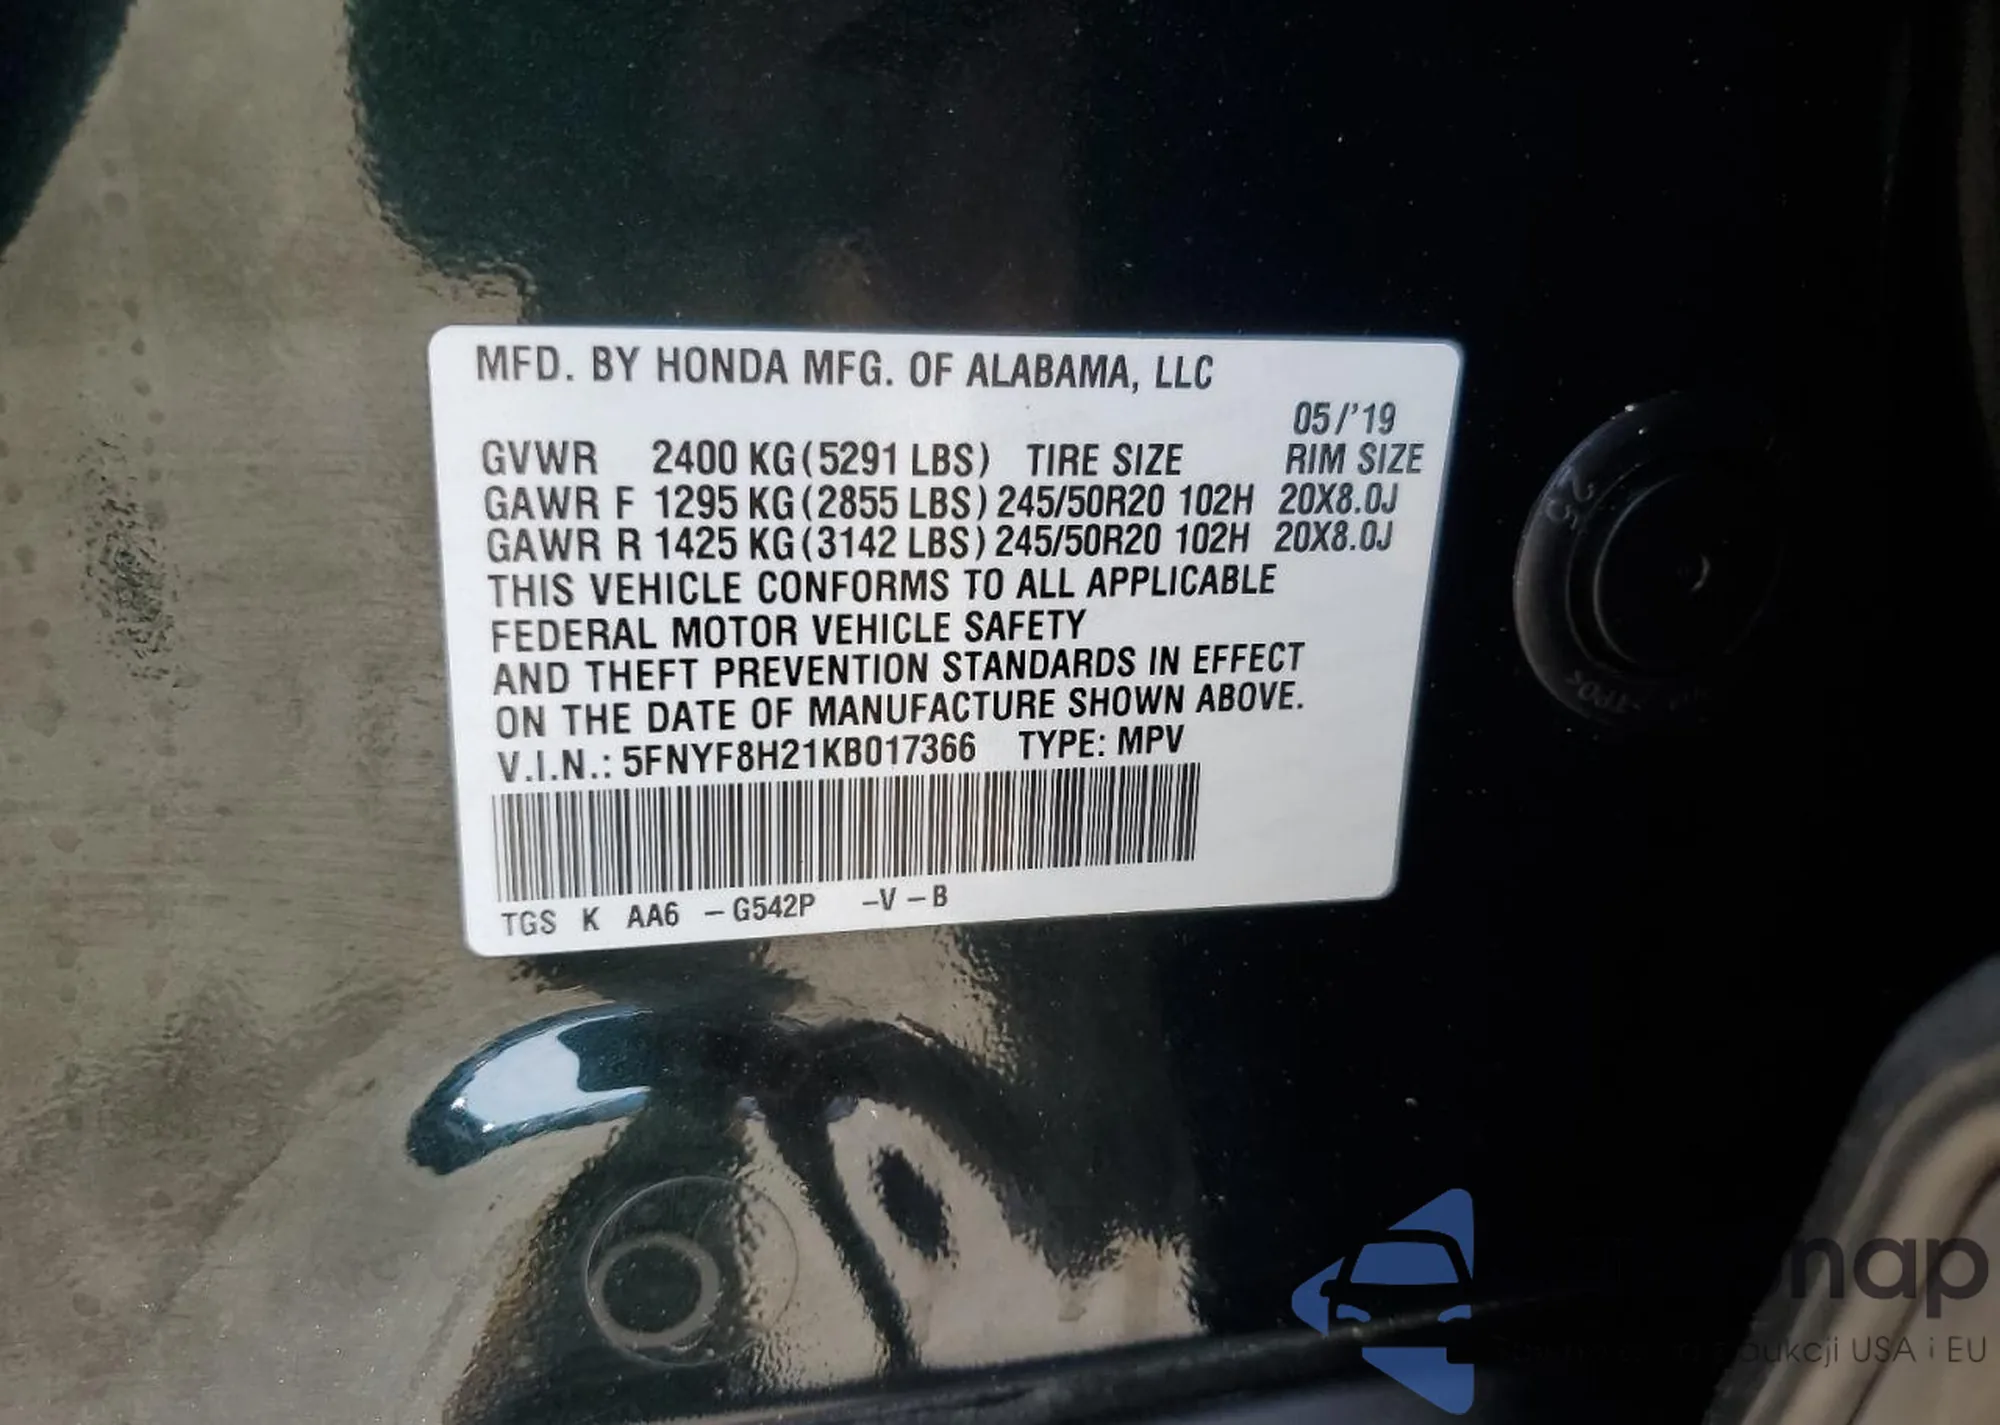 MFD. BY HONDA MFG. OF ALABAMA, LLC
05/'19
GVWR 2400 KG (5291 LBS) TIRE SIZE RIM SIZE
GAWR F 1295 KG (2855 LBS) 245/50R20 102H 20X8.0J
GAWR R 1425 KG (3142 LBS) 245/50R20 102H 20X8.0J
THIS VEHICLE CONFORMS TO ALL APPLICABLE
FEDERAL MOTOR VEHICLE SAFETY
AND THEFT PREVENTION STANDARDS IN EFFECT
ON THE DATE OF MANUFACTURE SHOWN ABOVE.
V.I.N.: 5FNYF8H21KB017366 TYPE: MPV
TGS K AA6 -G542P -V-B
25
USA i EU